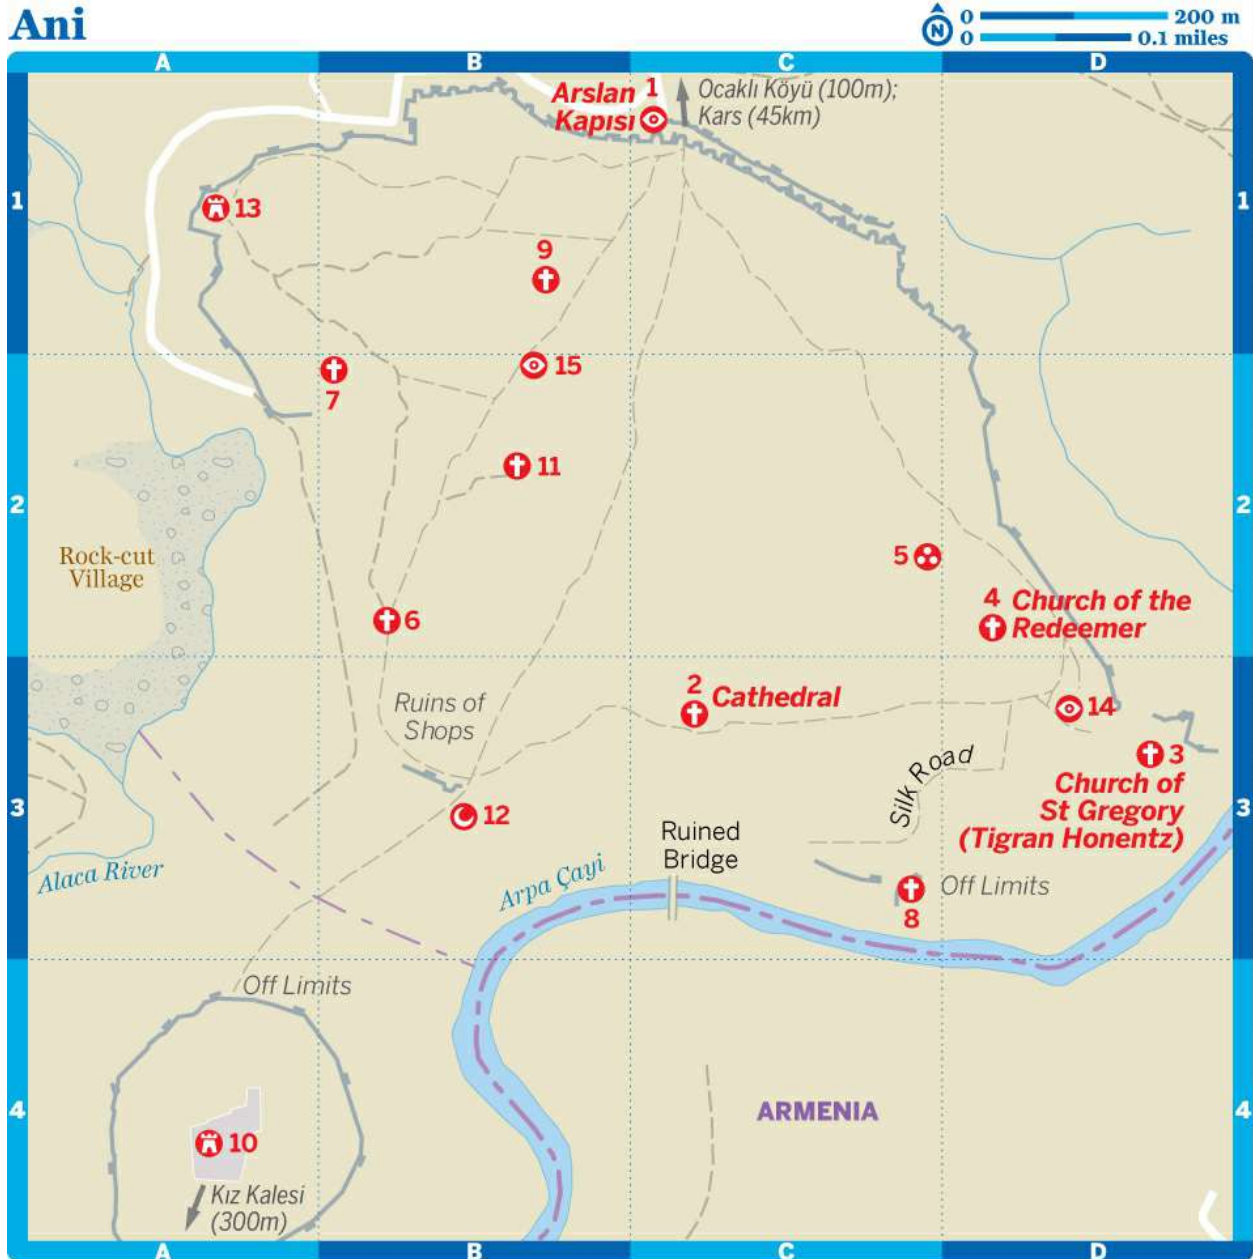 Ani
N
0 200 m
0 0.1 miles
A B C D
1
Arslan
Kapısı
1
Ocaklı Köyü (100m);
Kars (45km)
13
1
9
15
7
11
2
2
Rock-cut
Village
5
6
4
Church of the
Redeemer
2
Cathedral
Ruins of
Shops
14
3
Church of
St Gregory
(Tigran Honentz)
Silk Road
3
3
12
Ruined
Bridge
Alaca River
Arpa Çayi
8
Off Limits
Off Limits
4
ARMENIA
4
10
Kız Kalesi
(300m)
A B C D